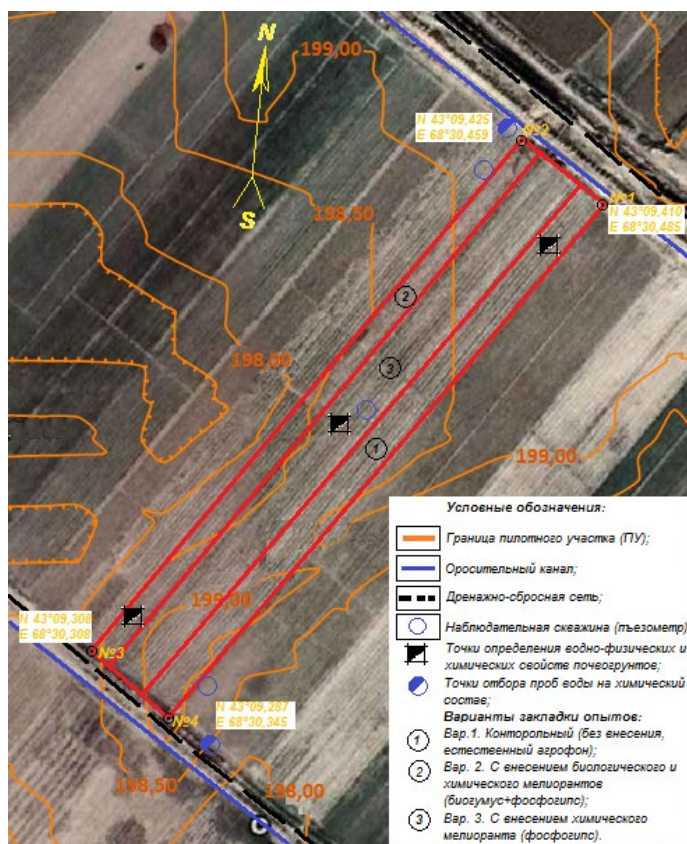 199,00
N
N 43°09,425
E 68°30,459
№2
№1
N 43°09,410
E 68°30,485
198,50
S
2
198,00
3
1
199,00
Условные обозначения:
Граница пилотного участка (ПУ);
Оросительный канал;
Дренажно-сбросная сеть;
Наблюдательная скважина (пъезометр)
Точки определения водно-физических и
химических свойств почвогрунтов;
Точки отбора проб воды на химический
состав;
Варианты закладки опытов:
1 Вар.1. Конторольный (без внесения,
естественный агрофон);
2 Вар. 2. С внесением биологического и
химического мелиорантов
(биогумус+фосфогипс);
3 Вар. 3. С внесением химического
мелиоранта (фосфогипс).
199,00
N 43°09,308
E 68°30,308
№3
N 43°09,287
E 68°30,345
№4
198,50
198,00